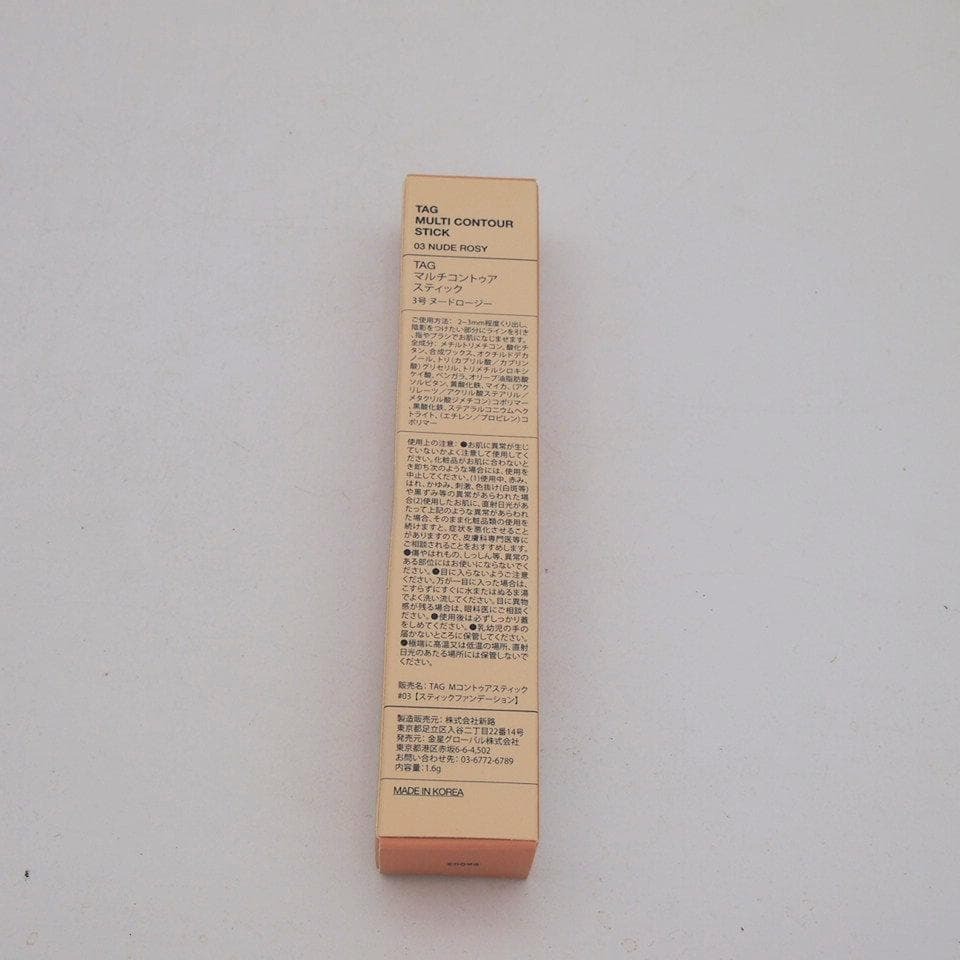 TAG
MULTI CONTOUR
STICK
03 NUDE ROSY
TAG
マルチコントゥア
スティック
3号 ヌードロージー
ご使用方法: 2~3mm程度くり出し、
陰影をつけたい部分にラインを引き
、指やブラシでお肌になじませます。
全成分: メチルトリメチコン、酸化チ
タン、合成ワックス、オクチルドデカ
ノール、トリ(カプリル酸/カプリン
酸)グリセリル、トリメチルシロキシ
ケイ酸、ベンガラ、オリーブ油脂肪酸
ソルビタン、黄酸化鉄、マイカ、(アク
リレーツ/アクリル酸ステアリル/
メタクリル酸ジメチコン)コポリマー
、黒酸化鉄、ステアラルコニウムヘク
トライト、(エチレン/プロピレン)コ
ポリマー
使用上の注意: ●お肌に異常が生じ
ていないかよく注意して使用してく
ださい。化粧品がお肌に合わないと
き即ち次のような場合には、使用を
中止してください。(1)使用中、赤み、
はれ、かゆみ、刺激、色抜け(白斑等)
や黒ずみ等の異常があらわれた場
合(2)使用したお肌に、直射日光があ
たって上記のような異常があらわれ
た場合、そのまま化粧品類の使用を
続けますと、症状を悪化させること
がありますので、皮膚科専門医等に
ご相談されることをおすすめします。
●傷やはれもの、しっしん等、異常の
ある部位にはお使いにならないでく
ださい。●目に入らないようご注意
ください。万が一目に入った場合は、
こすらずにすぐに水またはぬるま湯
でよく洗い流してください。目に異物
感が残る場合は、眼科医にご相談く
ださい。●使用後は必ずしっかり蓋
をしめてください。●乳幼児の手の
届かないところに保管してください。
●極端に高温又は低温の場所、直射
日光のあたる場所には保管しないで
ください。
販売名: TAG Mコントゥアスティック
#03【スティックファンデーション】
製造販売元: 株式会社新路
東京都足立区入谷二丁目22番14号
発売元: 金星グローバル株式会社
東京都港区赤坂6-6-4,502
お問い合わせ先: 03-6772-6789
内容量: 1.6g
MADE IN KOREA